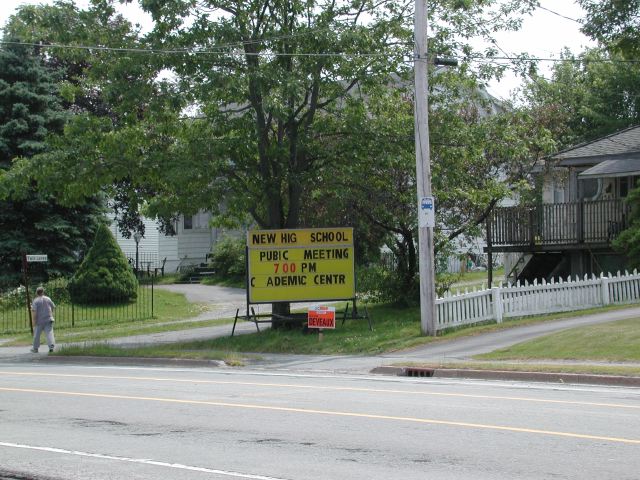 NEW HIG SCHOOL
PUBIC MEETING
7 00 PM
C ADEMIC CENTR
DEVEAUX